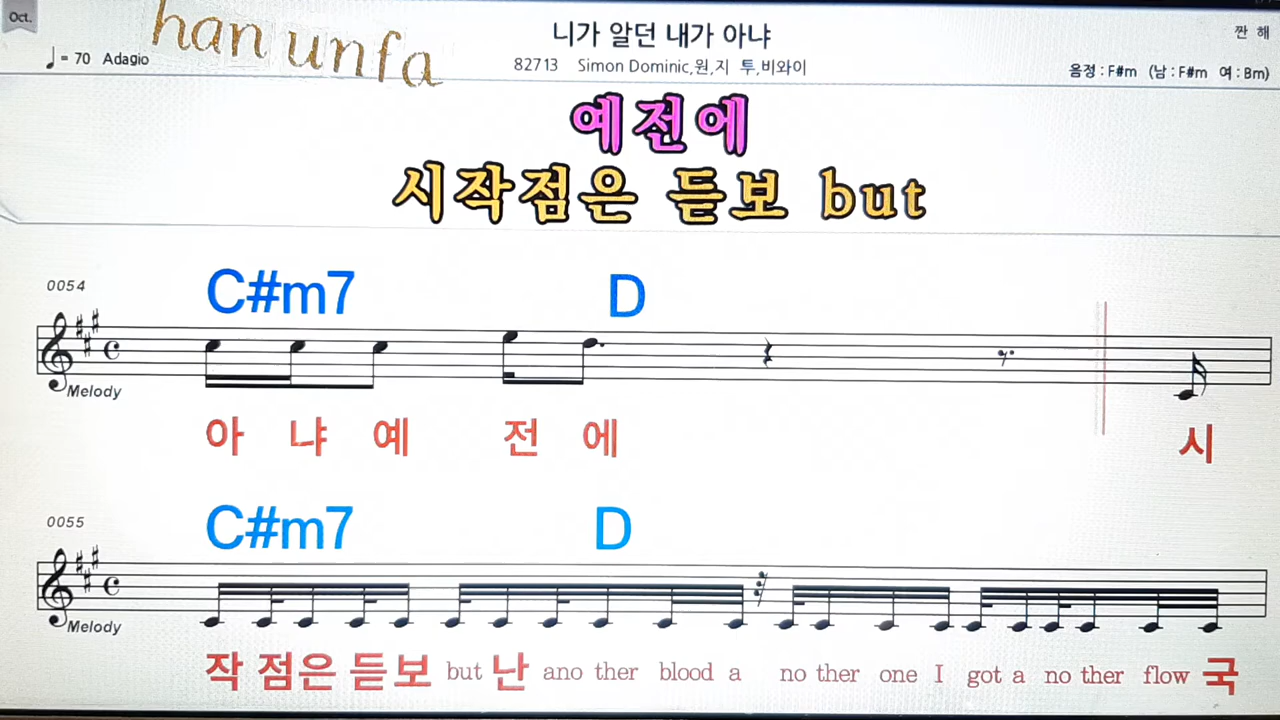 Oct.
han unfa
니가 알던 내가 아냐
짠 해
♩= 70 Adagio
82713 Simon Dominic,원,지 투,비와이
음정 : F#m (남 : F#m 여 : Bm)
예전에
시작점은 듣보 but
0054
C#m7 D
Melody
아 냐 예 전 에 시
0055
C#m7 D
Melody
작 점은 듣보 but 난 ano ther blood a no ther one I got a no ther flow 국